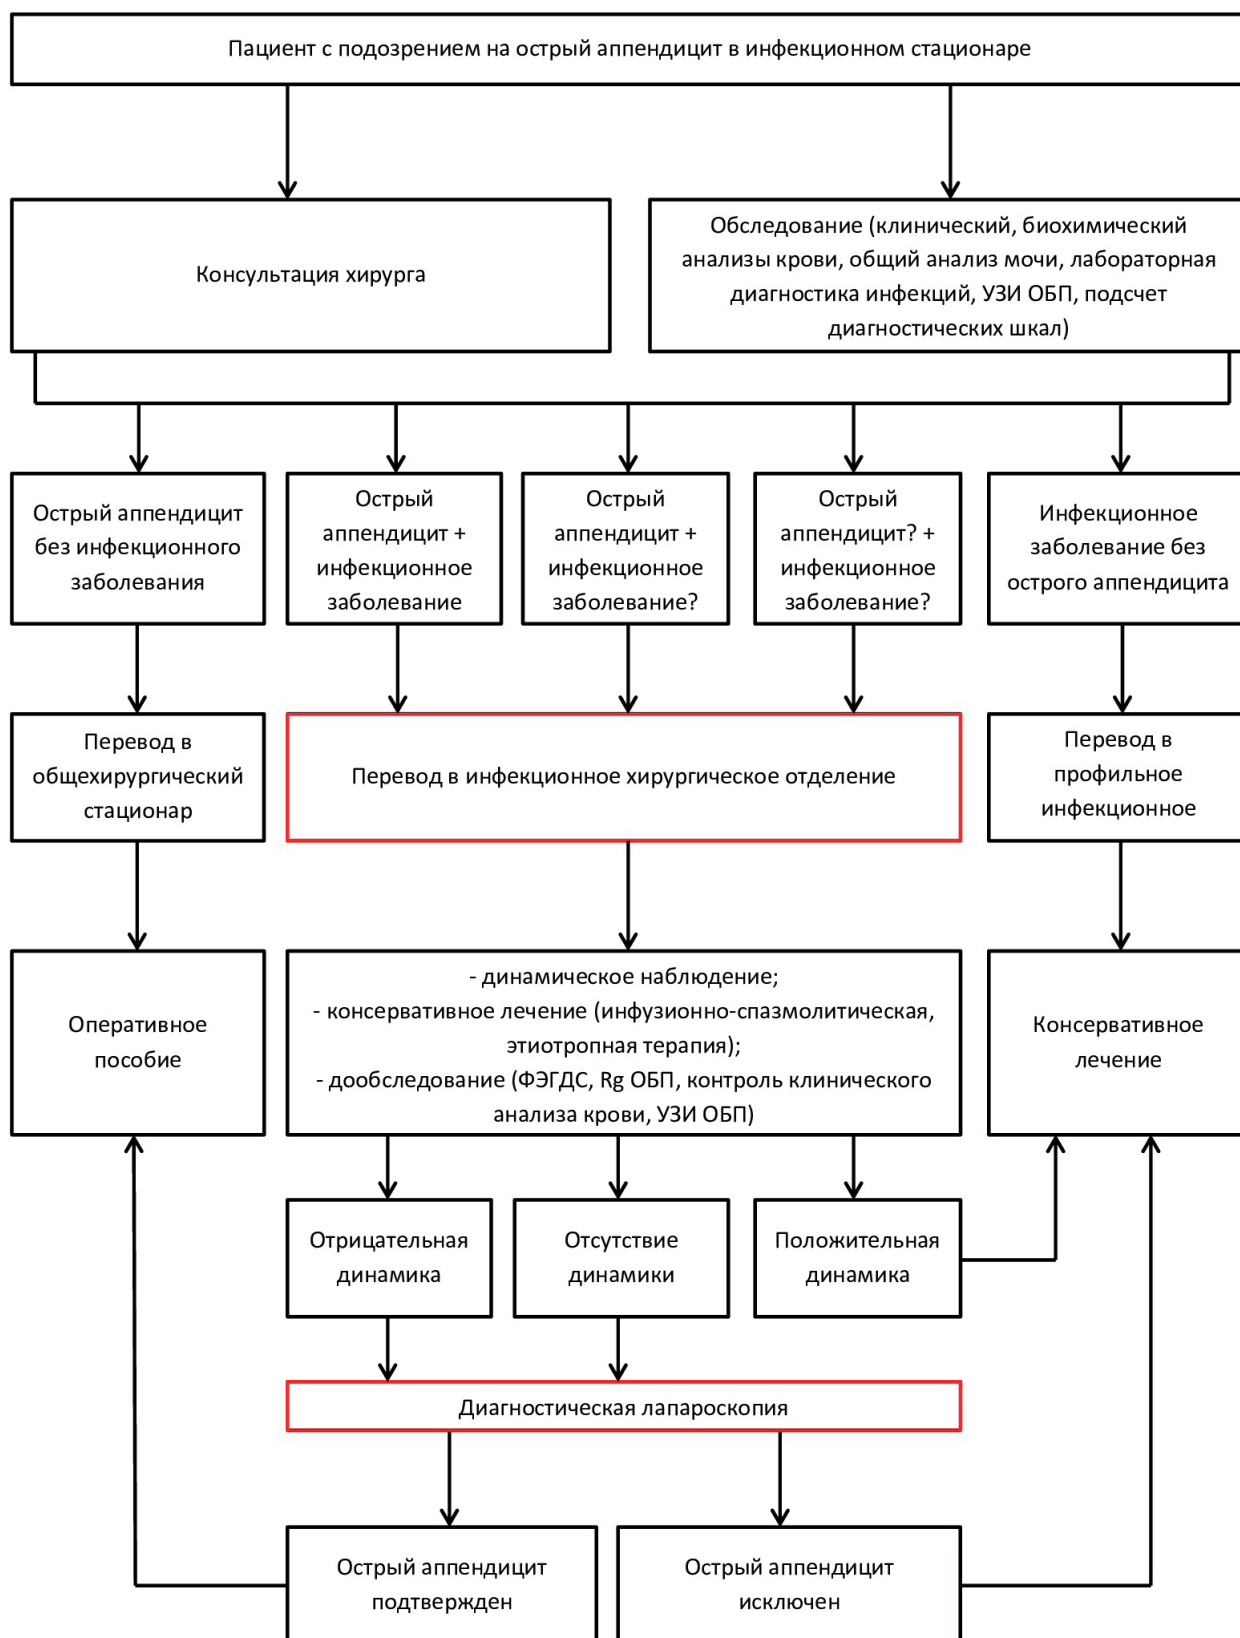 Пациент с подозрением на острый аппендицит в инфекционном стационаре
Консультация хирурга
Обследование (клинический, биохимический
анализы крови, общий анализ мочи, лабораторная
диагностика инфекций, УЗИ ОБП, подсчет
диагностических шкал)
Острый аппендицит
без инфекционного
заболевания
Острый
аппендицит +
инфекционное
заболевание
Острый
аппендицит +
инфекционное
заболевание?
Острый
аппендицит? +
инфекционное
заболевание?
Инфекционное
заболевание без
острого аппендицита
Перевод в
общехирургический
стационар
Перевод в инфекционное хирургическое отделение
Перевод в
профильное
инфекционное
Оперативное
пособие
- динамическое наблюдение;
- консервативное лечение (инфузионно-спазмолитическая,
этиотропная терапия);
- дообследование (ФЭГДС, Rg ОБП, контроль клинического
анализа крови, УЗИ ОБП)
Консервативное
лечение
Отрицательная
динамика
Отсутствие
динамики
Положительная
динамика
Диагностическая лапароскопия
Острый аппендицит
подтвержден
Острый аппендицит
исключен